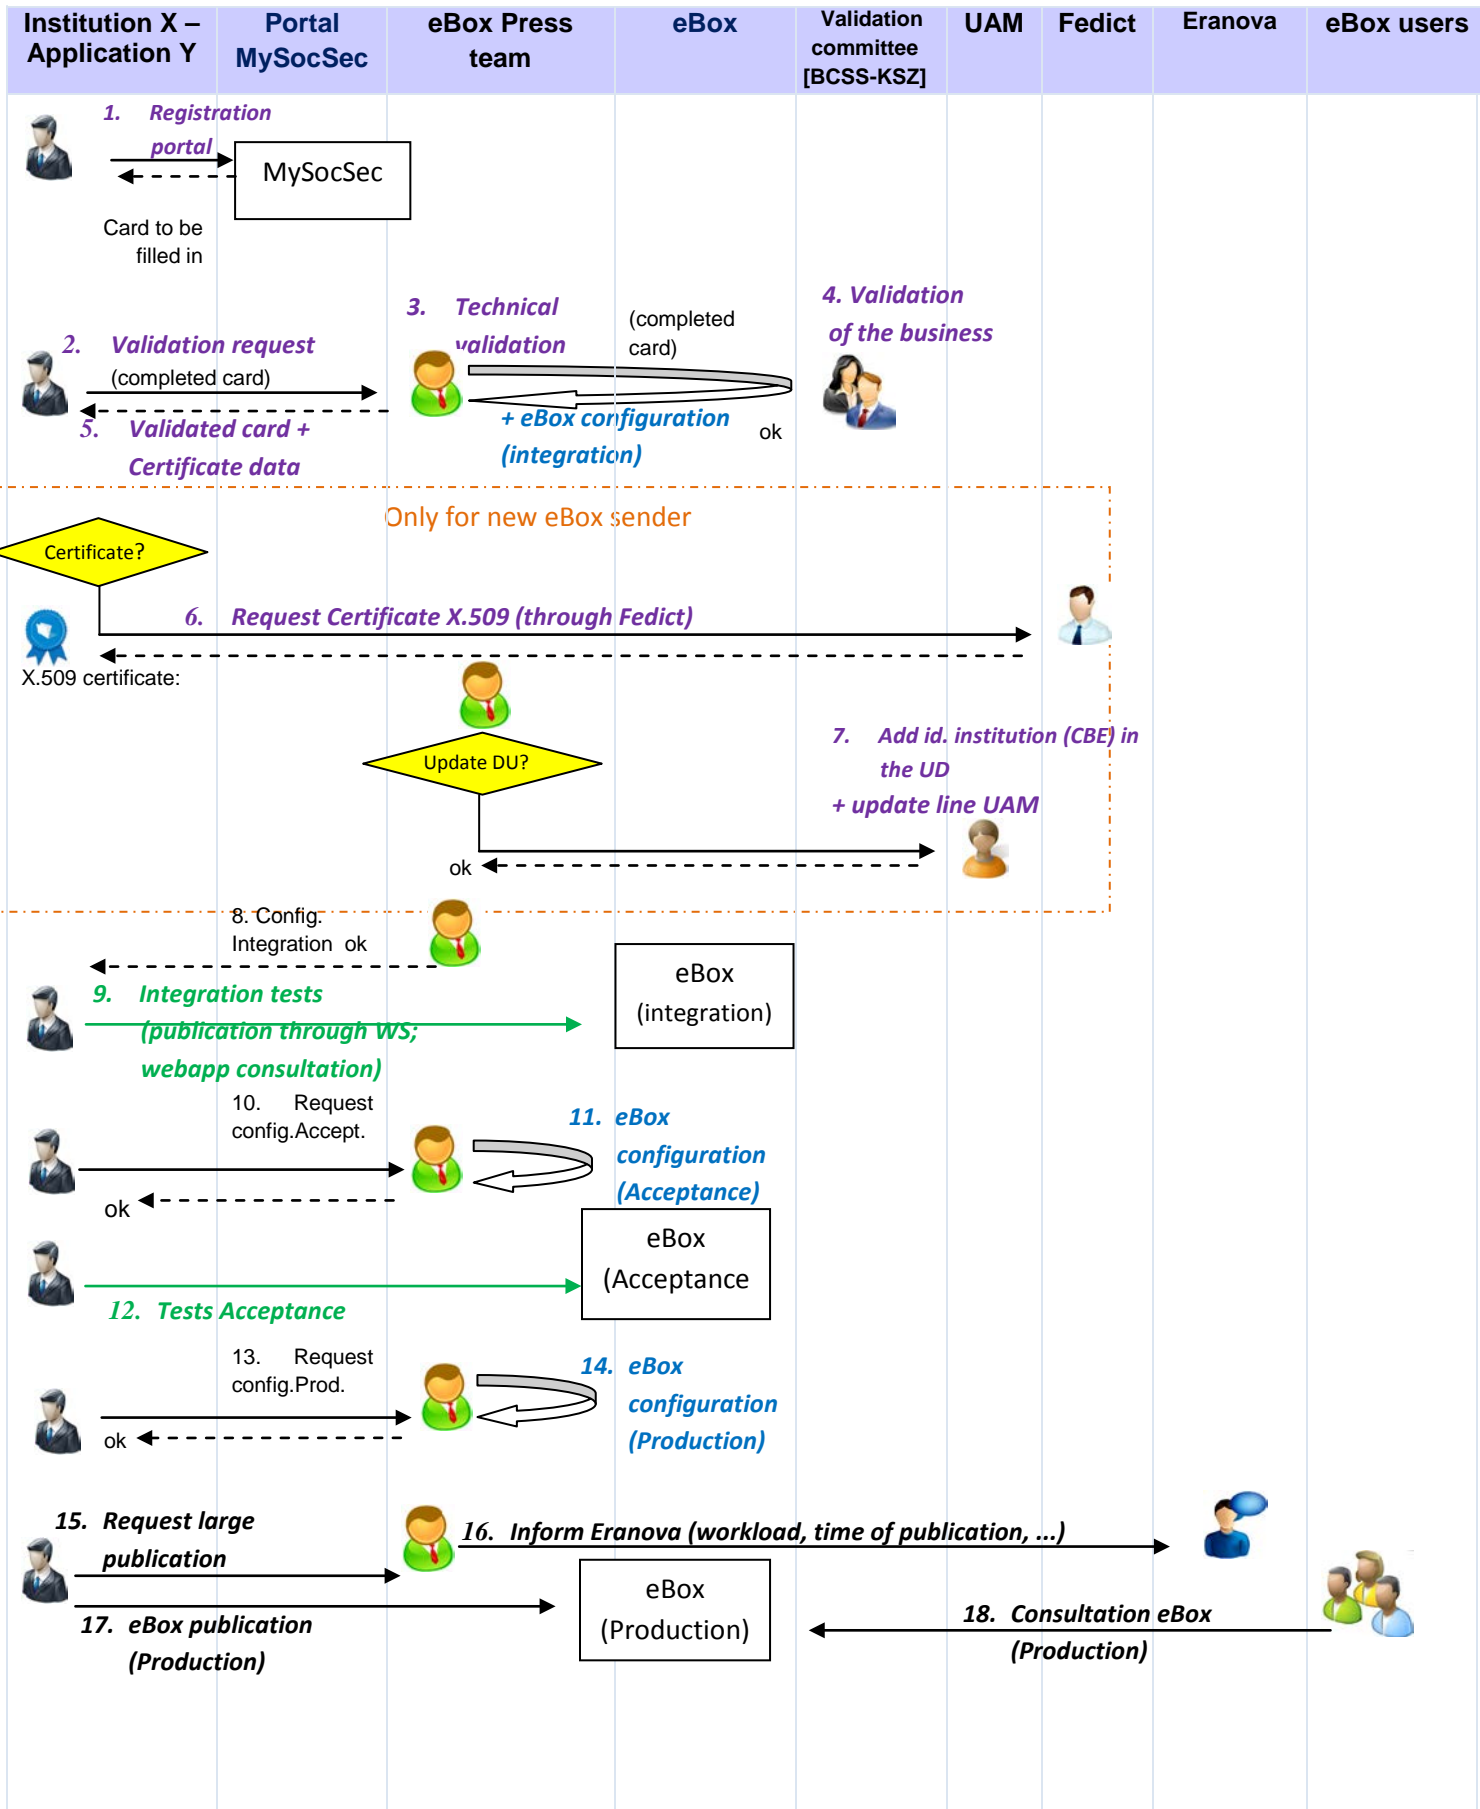 Institution X –
Application Y
Portal
MySocSec
eBox Press
team
eBox
Validation
committee
[BCSS-KSZ]
UAM
Fedict
Eranova
eBox users
1. Registration
portal
MySocSec
Card to be
filled in
2. Validation request
(completed card)
3. Technical
validation
(completed
card)
4. Validation
of the business
+ eBox configuration
(integration)
ok
5. Validated card +
Certificate data
Only for new eBox sender
Certificate?
6. Request Certificate X.509 (through Fedict)
X.509 certificate:
Update DU?
7. Add id. institution (CBE) in
the UD
+ update line UAM
ok
8. Config.
Integration ok
eBox
(integration)
9. Integration tests
(publication through WS;
webapp consultation)
10. Request
config.Accept.
11. eBox
configuration
(Acceptance)
ok
eBox
(Acceptance
12. Tests Acceptance
13. Request
config.Prod.
14. eBox
configuration
(Production)
ok
15. Request large
publication
16. Inform Eranova (workload, time of publication, ...)
eBox
(Production)
17. eBox publication
(Production)
18. Consultation eBox
(Production)